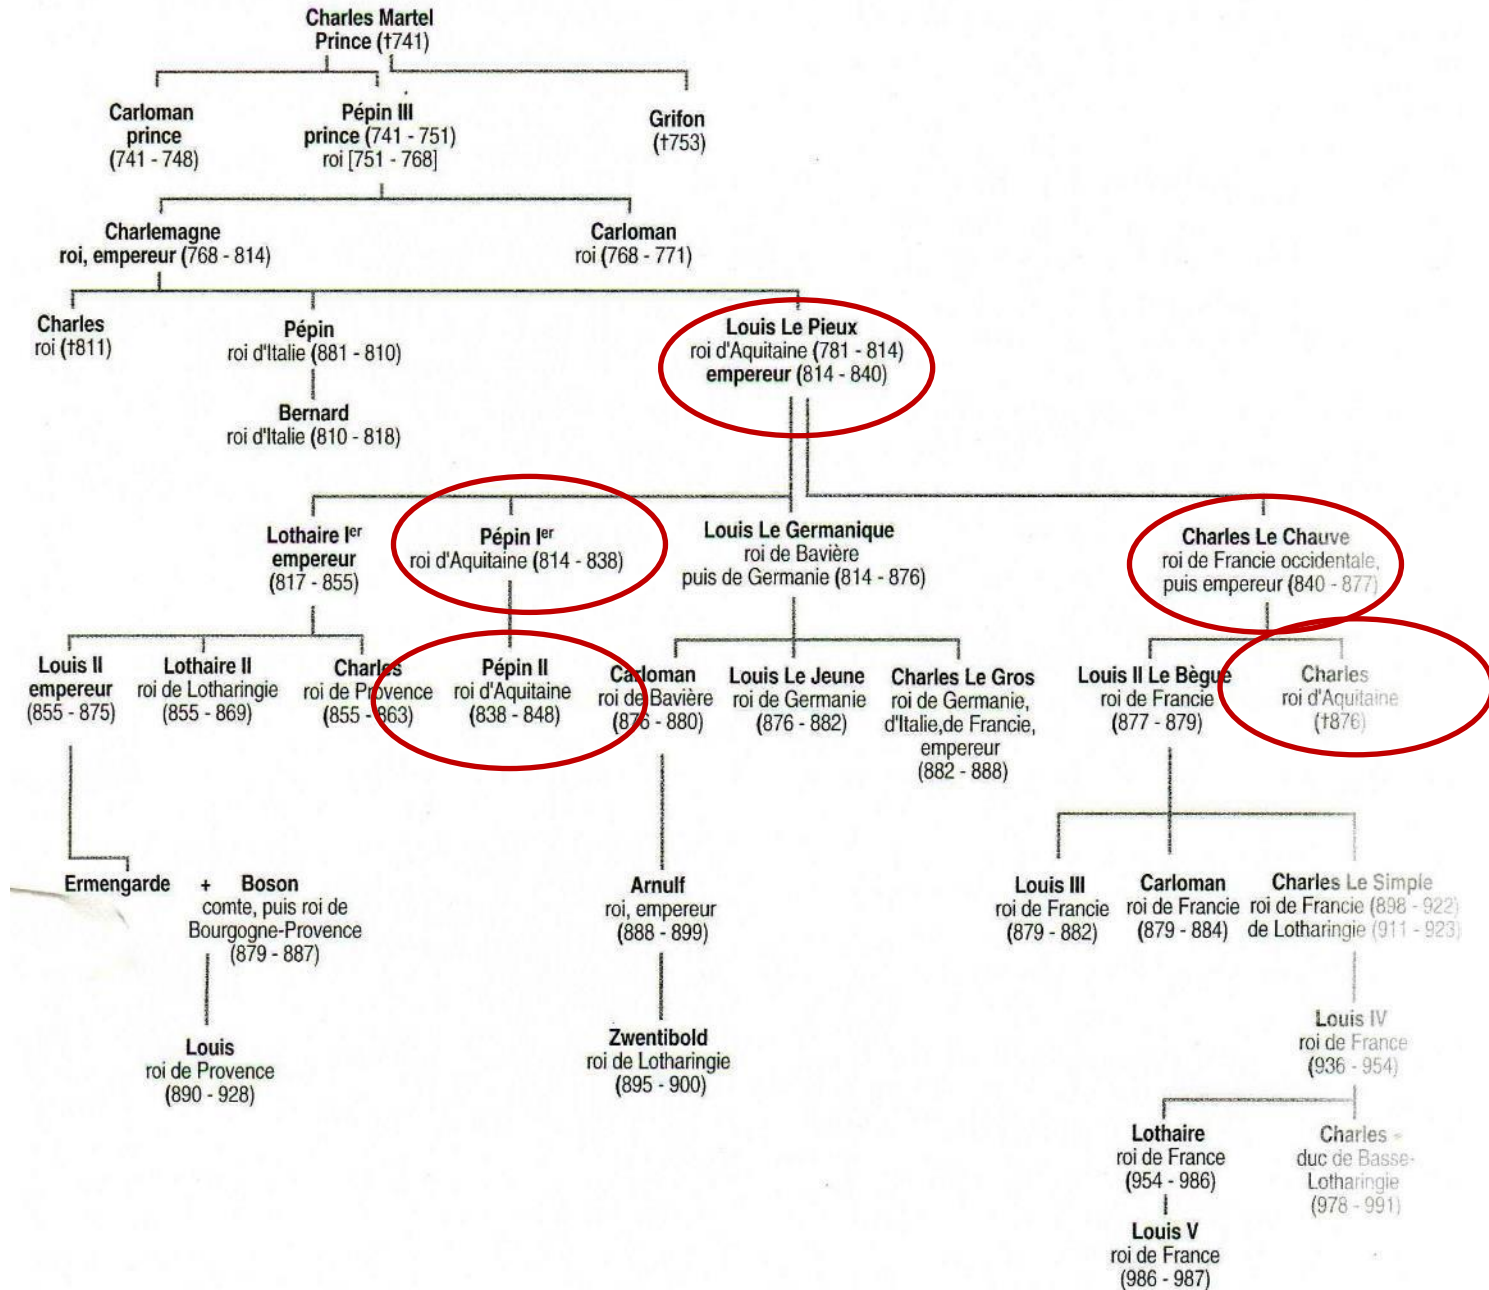 Charles Martel
Prince (†741)
Carloman
prince
(741 - 748)
Pépin III
prince (741 - 751)
roi [751 - 768]
Grifon
(†753)
Charlemagne
roi, empereur (768 - 814)
Carloman
roi (768 - 771)
Charles
roi (†811)
Pépin
roi d'Italie (881 - 810)
Louis Le Pieux
roi d'Aquitaine (781 - 814)
empereur (814 - 840)
Bernard
roi d'Italie (810 - 818)
Lothaire Ier
empereur
(817 - 855)
Pépin Ier
roi d'Aquitaine (814 - 838)
Louis Le Germanique
roi de Bavière
puis de Germanie (814 - 876)
Charles Le Chauve
roi de Francie occidentale,
puis empereur (840 - 877)
Louis II
empereur
(855 - 875)
Lothaire II
roi de Lotharingie
(855 - 869)
Charles
roi de Provence
(855 - 863)
Pépin II
roi d'Aquitaine
(838 - 848)
Carloman
roi de Bavière
(876 - 880)
Louis Le Jeune
roi de Germanie
(876 - 882)
Charles Le Gros
roi de Germanie,
d'Italie,de Francie,
empereur
(882 - 888)
Louis II Le Bègue
roi de Francie
(877 - 879)
Charles
roi d'Aquitaine
(†876)
Ermengarde + Boson
comte, puis roi de
Bourgogne-Provence
(879 - 887)
Arnulf
roi, empereur
(888 - 899)
Louis III
roi de Francie
(879 - 882)
Carloman
roi de Francie
(879 - 884)
Charles Le Simple
roi de Francie (898 - 922)
de Lotharingie (911 - 923)
Louis
roi de Provence
(890 - 928)
Zwentibold
roi de Lotharingie
(895 - 900)
Louis IV
roi de France
(936 - 954)
Lothaire
roi de France
(954 - 986)
Charles -
duc de Basse-
Lotharingie
(978 - 991)
Louis V
roi de France
(986 - 987)